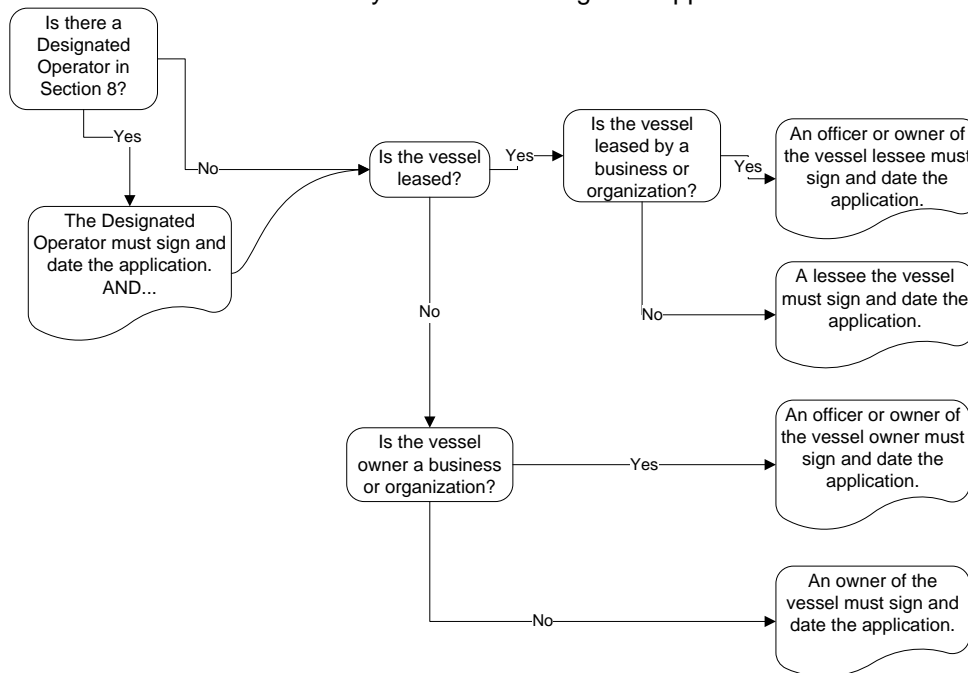 Is there a
Designated
Operator in
Section 8?
Yes
No
The Designated
Operator must sign and
date the application.
AND...
Is the vessel
leased?
Yes
No
Is the vessel
leased by a
business or
organization?
Yes
No
An officer or owner of
the vessel lessee must
sign and date the
application.
A lessee the vessel
must sign and date the
application.
Is the vessel
owner a business
or organization?
Yes
No
An officer or owner of
the vessel owner must
sign and date the
application.
An owner of the
vessel must sign and
date the application.